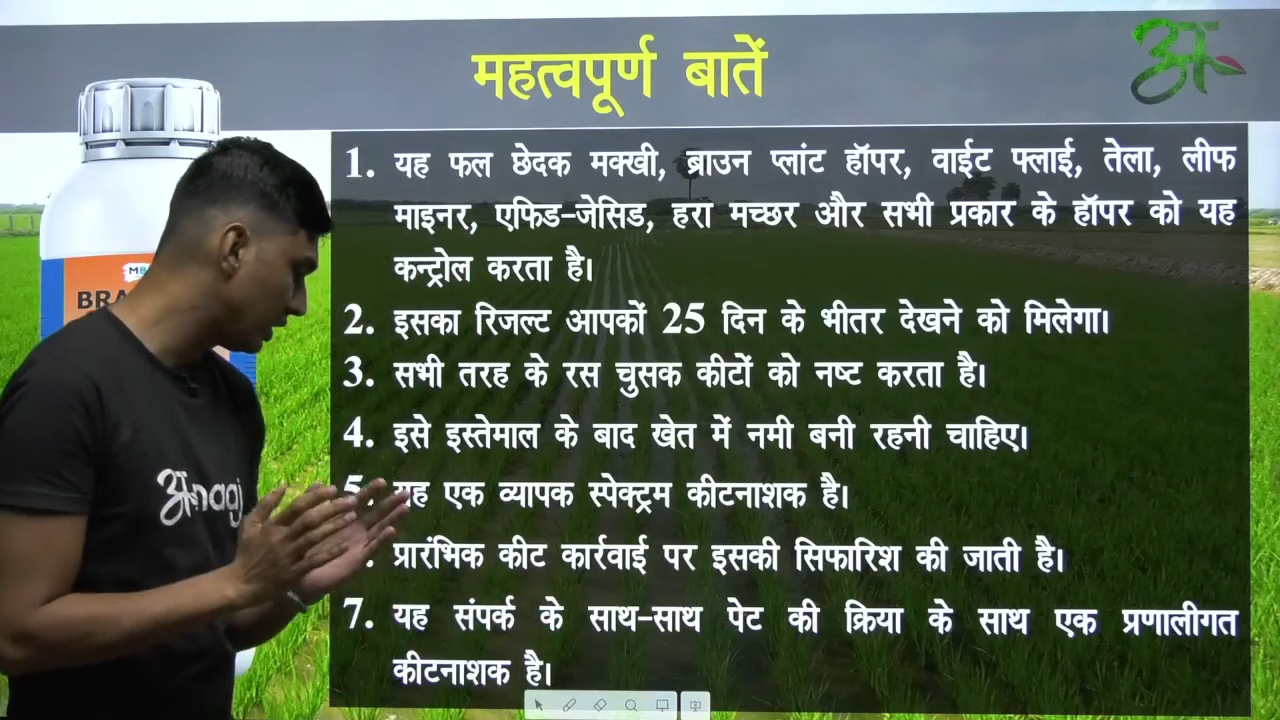 महत्वपूर्ण बातें
अ
1. यह फल छेदक मक्खी, ब्राउन प्लांट हॉपर, वाईट फ्लाई, तेला, लीफ
माइनर, एफिड-जेसिड, हरा मच्छर और सभी प्रकार के हॉपर को यह
कन्ट्रोल करता है।
2. इसका रिजल्ट आपकों 25 दिन के भीतर देखने को मिलेगा।
3. सभी तरह के रस चुसक कीटों को नष्ट करता है।
4. इसे इस्तेमाल के बाद खेत में नमी बनी रहनी चाहिए।
5. यह एक व्यापक स्पेक्ट्रम कीटनाशक है।
प्रारंभिक कीट कार्रवाई पर इसकी सिफारिश की जाती है।
7. यह संपर्क के साथ-साथ पेट की क्रिया के साथ एक प्रणालीगत
कीटनाशक है।
अnaaj